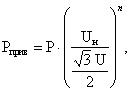 Pприв = P · ( Uн / ( √3 U / 2 ) )ⁿ,